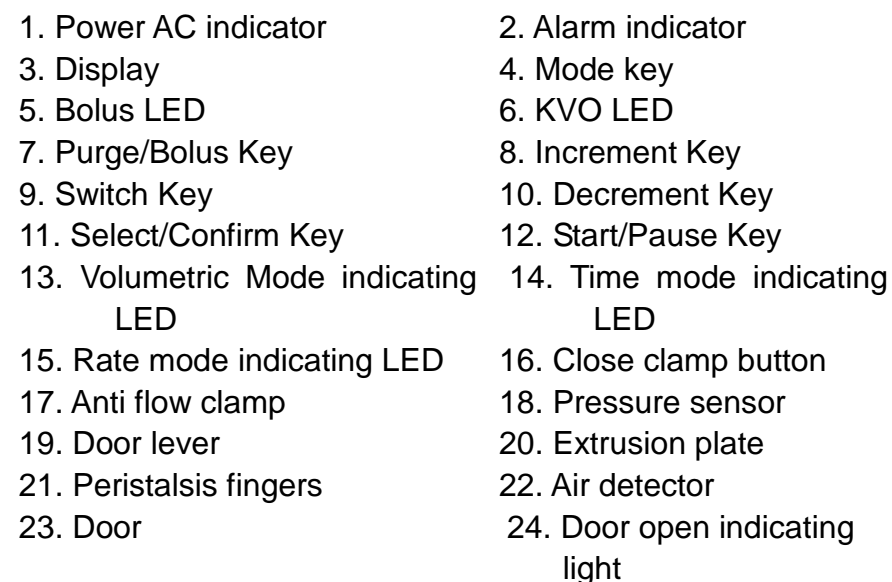 1. Power AC indicator 2. Alarm indicator
3. Display 4. Mode key
5. Bolus LED 6. KVO LED
7. Purge/Bolus Key 8. Increment Key
9. Switch Key 10. Decrement Key
11. Select/Confirm Key 12. Start/Pause Key
13. Volumetric Mode indicating 14. Time mode indicating
LED LED
15. Rate mode indicating LED 16. Close clamp button
17. Anti flow clamp 18. Pressure sensor
19. Door lever 20. Extrusion plate
21. Peristalsis fingers 22. Air detector
23. Door 24. Door open indicating
light